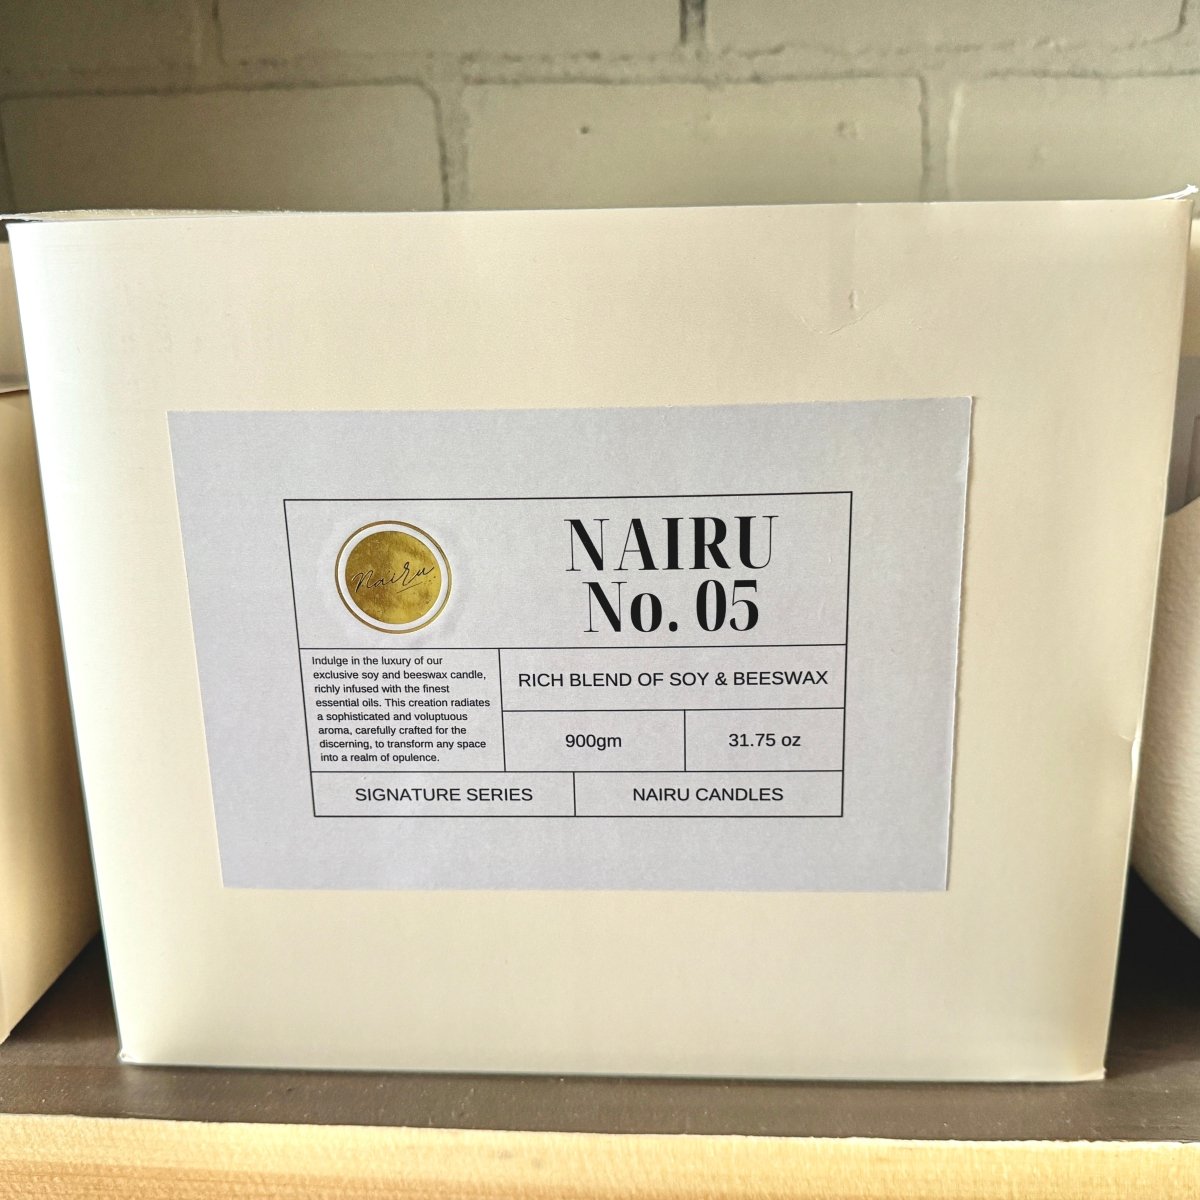 Nairu
NAIRU
No. 05
Indulge in the luxury of our
exclusive soy and beeswax candle,
richly infused with the finest
essential oils. This creation radiates
a sophisticated and voluptuous
aroma, carefully crafted for the
discerning, to transform any space
into a realm of opulence.
RICH BLEND OF SOY & BEESWAX
900gm
31.75 oz
SIGNATURE SERIES
NAIRU CANDLES